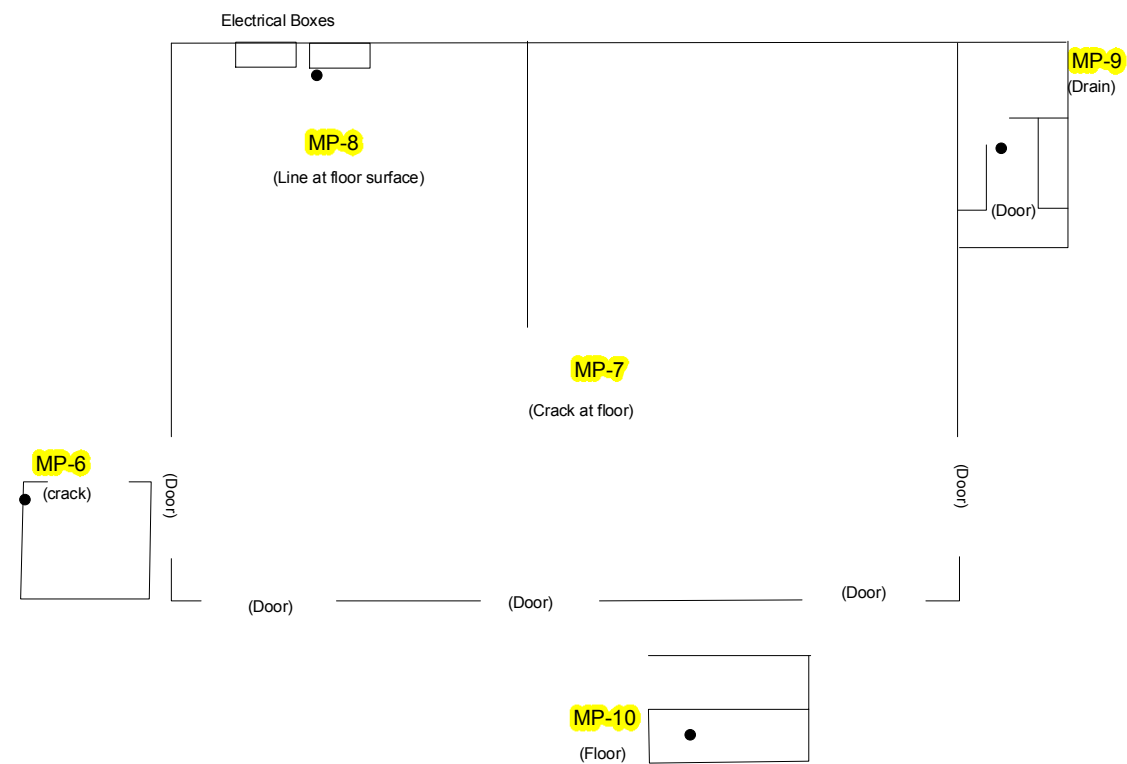 Electrical Boxes
MP-9
(Drain)
MP-8
(Line at floor surface)
(Door)
MP-7
(Crack at floor)
MP-6
(crack)
(Door)
(Door)
(Door)
(Door)
(Door)
MP-10
(Floor)